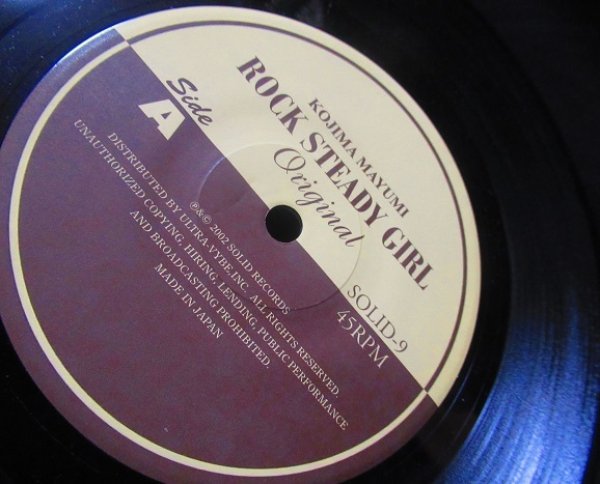 KOJIMA MAYUMI
ROCK STEADY GIRL
Original
Side
A
SOLID-9
45RPM
℗&© 2002 SOLID RECORDS
DISTRIBUTED BY ULTRA-VYBE, INC. ALL RIGHTS RESERVED.
UNAUTHORIZED COPYING, HIRING, LENDING, PUBLIC PERFORMANCE
AND BROADCASTING PROHIBITED.
MADE IN JAPAN